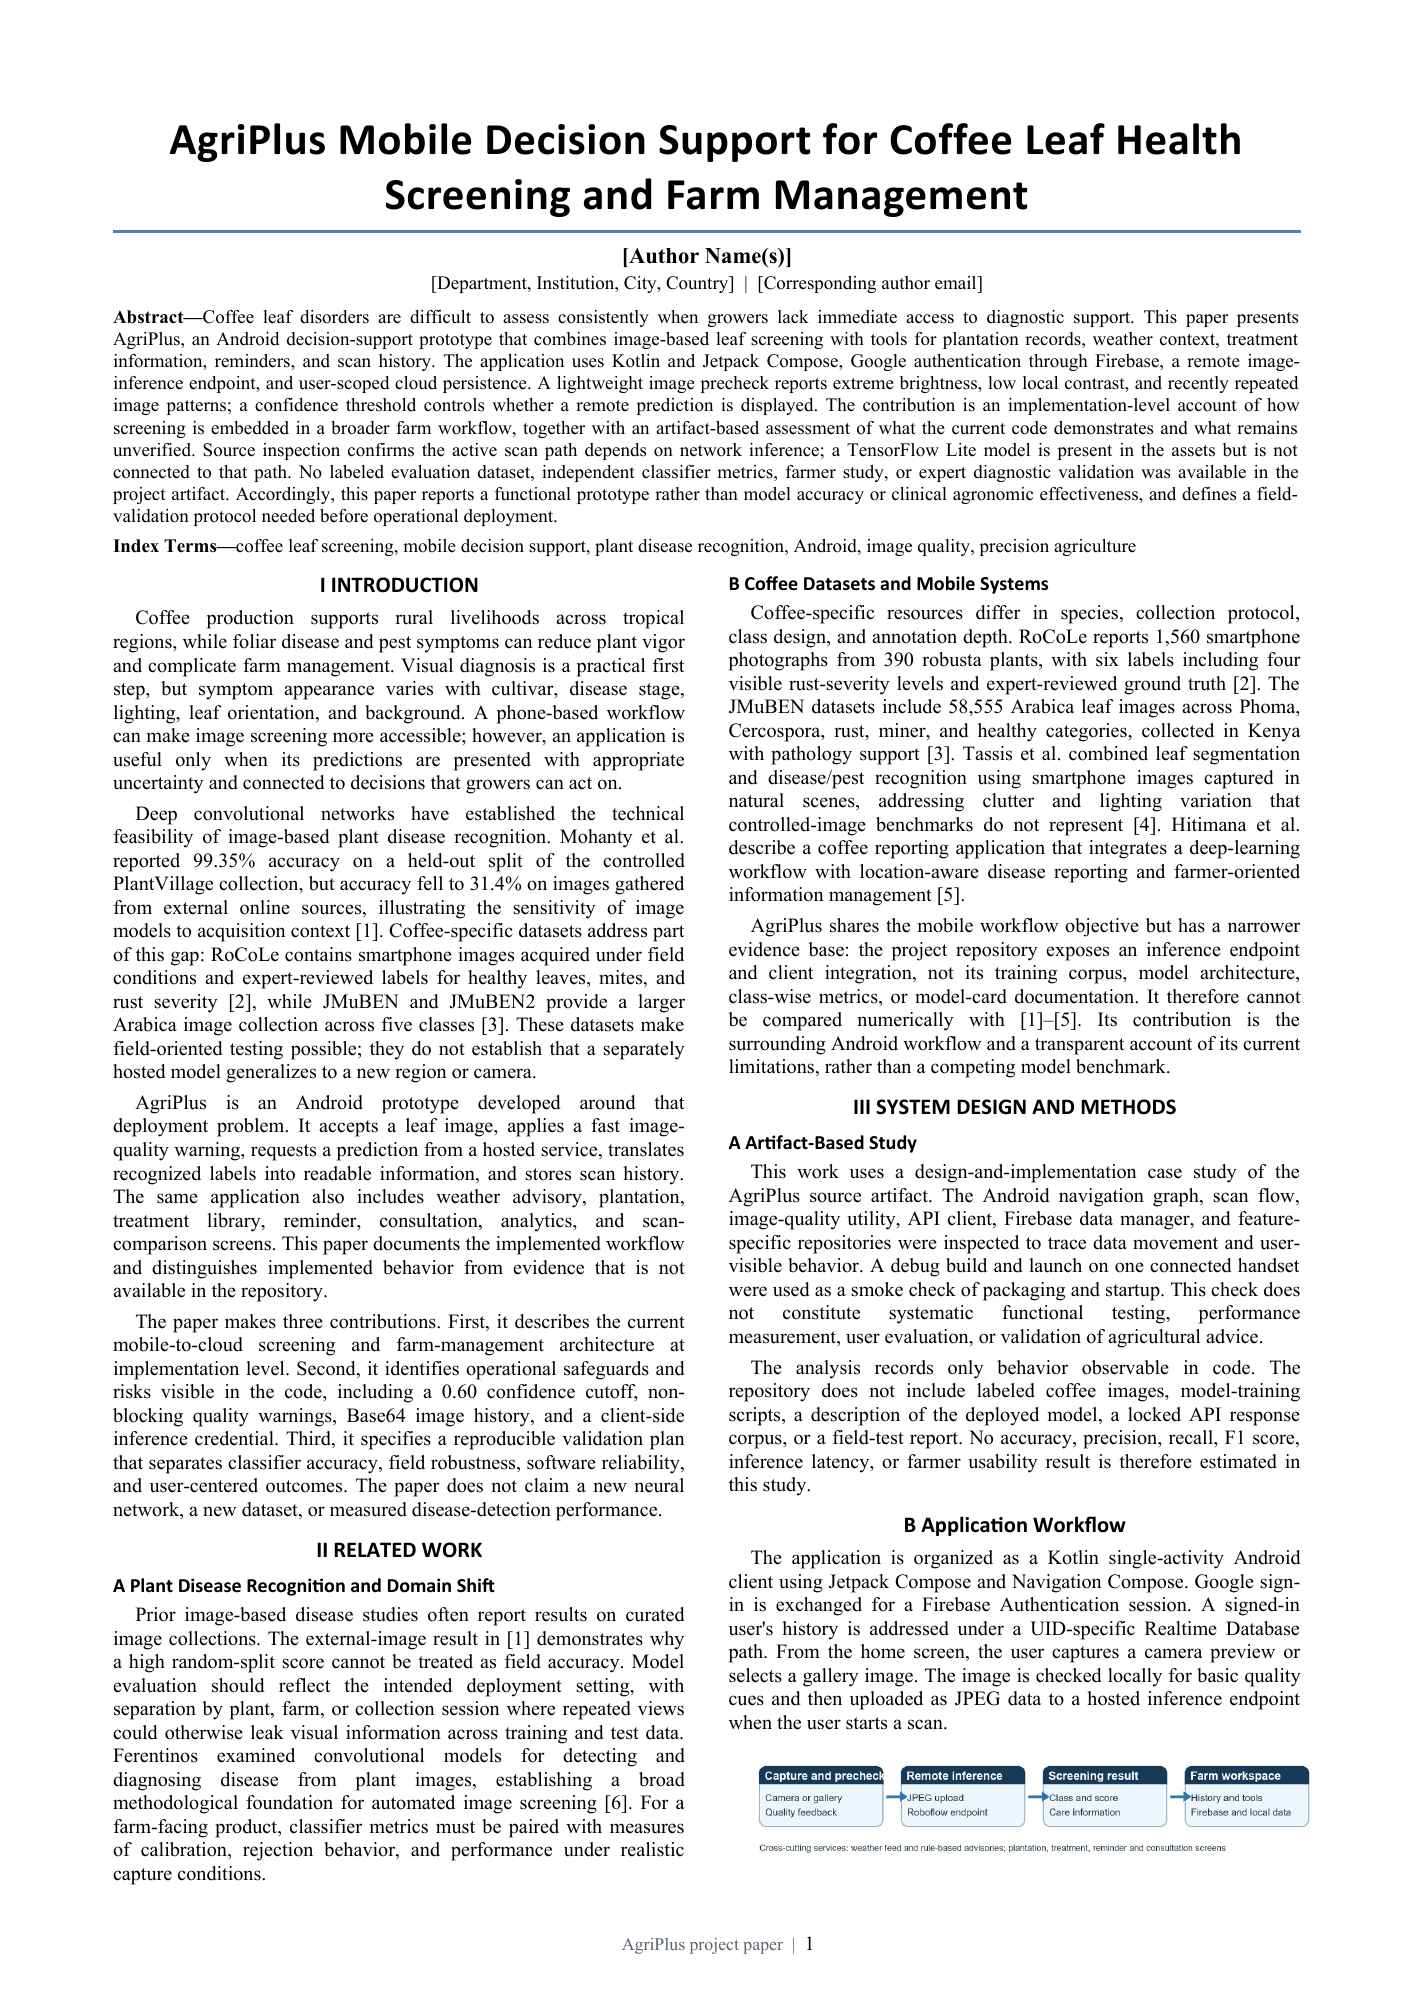 AgriPlus Mobile Decision Support for Coffee Leaf Health
Screening and Farm Management
[Author Name(s)]
[Department, Institution, City, Country] | [Corresponding author email]
Abstract—Coffee leaf disorders are difficult to assess consistently when growers lack immediate access to diagnostic support. This paper presents
AgriPlus, an Android decision-support prototype that combines image-based leaf screening with tools for plantation records, weather context, treatment
information, reminders, and scan history. The application uses Kotlin and Jetpack Compose, Google authentication through Firebase, a remote image-
inference endpoint, and user-scoped cloud persistence. A lightweight image precheck reports extreme brightness, low local contrast, and recently repeated
image patterns; a confidence threshold controls whether a remote prediction is displayed. The contribution is an implementation-level account of how
screening is embedded in a broader farm workflow, together with an artifact-based assessment of what the current code demonstrates and what remains
unverified. Source inspection confirms the active scan path depends on network inference; a TensorFlow Lite model is present in the assets but is not
connected to that path. No labeled evaluation dataset, independent classifier metrics, farmer study, or expert diagnostic validation was available in the
project artifact. Accordingly, this paper reports a functional prototype rather than model accuracy or clinical agronomic effectiveness, and defines a field-
validation protocol needed before operational deployment.
Index Terms—coffee leaf screening, mobile decision support, plant disease recognition, Android, image quality, precision agriculture
I INTRODUCTION
Coffee production supports rural livelihoods across tropical
regions, while foliar disease and pest symptoms can reduce plant vigor
and complicate farm management. Visual diagnosis is a practical first
step, but symptom appearance varies with cultivar, disease stage,
lighting, leaf orientation, and background. A phone-based workflow
can make image screening more accessible; however, an application is
useful only when its predictions are presented with appropriate
uncertainty and connected to decisions that growers can act on.
Deep convolutional networks have established the technical
feasibility of image-based plant disease recognition. Mohanty et al.
reported 99.35% accuracy on a held-out split of the controlled
PlantVillage collection, but accuracy fell to 31.4% on images gathered
from external online sources, illustrating the sensitivity of image
models to acquisition context [1]. Coffee-specific datasets address part
of this gap: RoCoLe contains smartphone images acquired under field
conditions and expert-reviewed labels for healthy leaves, mites, and
rust severity [2], while JMuBEN and JMuBEN2 provide a larger
Arabica image collection across five classes [3]. These datasets make
field-oriented testing possible; they do not establish that a separately
hosted model generalizes to a new region or camera.
AgriPlus is an Android prototype developed around that
deployment problem. It accepts a leaf image, applies a fast image-
quality warning, requests a prediction from a hosted service, translates
recognized labels into readable information, and stores scan history.
The same application also includes weather advisory, plantation,
treatment library, reminder, consultation, analytics, and scan-
comparison screens. This paper documents the implemented workflow
and distinguishes implemented behavior from evidence that is not
available in the repository.
The paper makes three contributions. First, it describes the current
mobile-to-cloud screening and farm-management architecture at
implementation level. Second, it identifies operational safeguards and
risks visible in the code, including a 0.60 confidence cutoff, non-
blocking quality warnings, Base64 image history, and a client-side
inference credential. Third, it specifies a reproducible validation plan
that separates classifier accuracy, field robustness, software reliability,
and user-centered outcomes. The paper does not claim a new neural
network, a new dataset, or measured disease-detection performance.
II RELATED WORK
A Plant Disease Recognition and Domain Shift
Prior image-based disease studies often report results on curated
image collections. The external-image result in [1] demonstrates why
a high random-split score cannot be treated as field accuracy. Model
evaluation should reflect the intended deployment setting, with
separation by plant, farm, or collection session where repeated views
could otherwise leak visual information across training and test data.
Ferentinos examined convolutional models for detecting and
diagnosing disease from plant images, establishing a broad
methodological foundation for automated image screening [6]. For a
farm-facing product, classifier metrics must be paired with measures
of calibration, rejection behavior, and performance under realistic
capture conditions.
B Coffee Datasets and Mobile Systems
Coffee-specific resources differ in species, collection protocol,
class design, and annotation depth. RoCoLe reports 1,560 smartphone
photographs from 390 robusta plants, with six labels including four
visible rust-severity levels and expert-reviewed ground truth [2]. The
JMuBEN datasets include 58,555 Arabica leaf images across Phoma,
Cercospora, rust, miner, and healthy categories, collected in Kenya
with pathology support [3]. Tassis et al. combined leaf segmentation
and disease/pest recognition using smartphone images captured in
natural scenes, addressing clutter and lighting variation that
controlled-image benchmarks do not represent [4]. Hitimana et al.
describe a coffee reporting application that integrates a deep-learning
workflow with location-aware disease reporting and farmer-oriented
information management [5].
AgriPlus shares the mobile workflow objective but has a narrower
evidence base: the project repository exposes an inference endpoint
and client integration, not its training corpus, model architecture,
class-wise metrics, or model-card documentation. It therefore cannot
be compared numerically with [1]–[5]. Its contribution is the
surrounding Android workflow and a transparent account of its current
limitations, rather than a competing model benchmark.
III SYSTEM DESIGN AND METHODS
A Artifact-Based Study
This work uses a design-and-implementation case study of the
AgriPlus source artifact. The Android navigation graph, scan flow,
image-quality utility, API client, Firebase data manager, and feature-
specific repositories were inspected to trace data movement and user-
visible behavior. A debug build and launch on one connected handset
were used as a smoke check of packaging and startup. This check does
not constitute systematic functional testing, performance
measurement, user evaluation, or validation of agricultural advice.
The analysis records only behavior observable in code. The
repository does not include labeled coffee images, model-training
scripts, a description of the deployed model, a locked API response
corpus, or a field-test report. No accuracy, precision, recall, F1 score,
inference latency, or farmer usability result is therefore estimated in
this study.
B Application Workflow
The application is organized as a Kotlin single-activity Android
client using Jetpack Compose and Navigation Compose. Google sign-
in is exchanged for a Firebase Authentication session. A signed-in
user's history is addressed under a UID-specific Realtime Database
path. From the home screen, the user captures a camera preview or
selects a gallery image. The image is checked locally for basic quality
cues and then uploaded as JPEG data to a hosted inference endpoint
when the user starts a scan.
Capture and precheck
Camera or gallery
Quality feedback
Remote inference
JPEG upload
Roboflow endpoint
Screening result
Class and score
Care information
Farm workspace
History and tools
Firebase and local data
Cross-cutting services: weather feed and rule-based advisories; plantation, treatment, reminder and consultation screens
AgriPlus project paper | 1